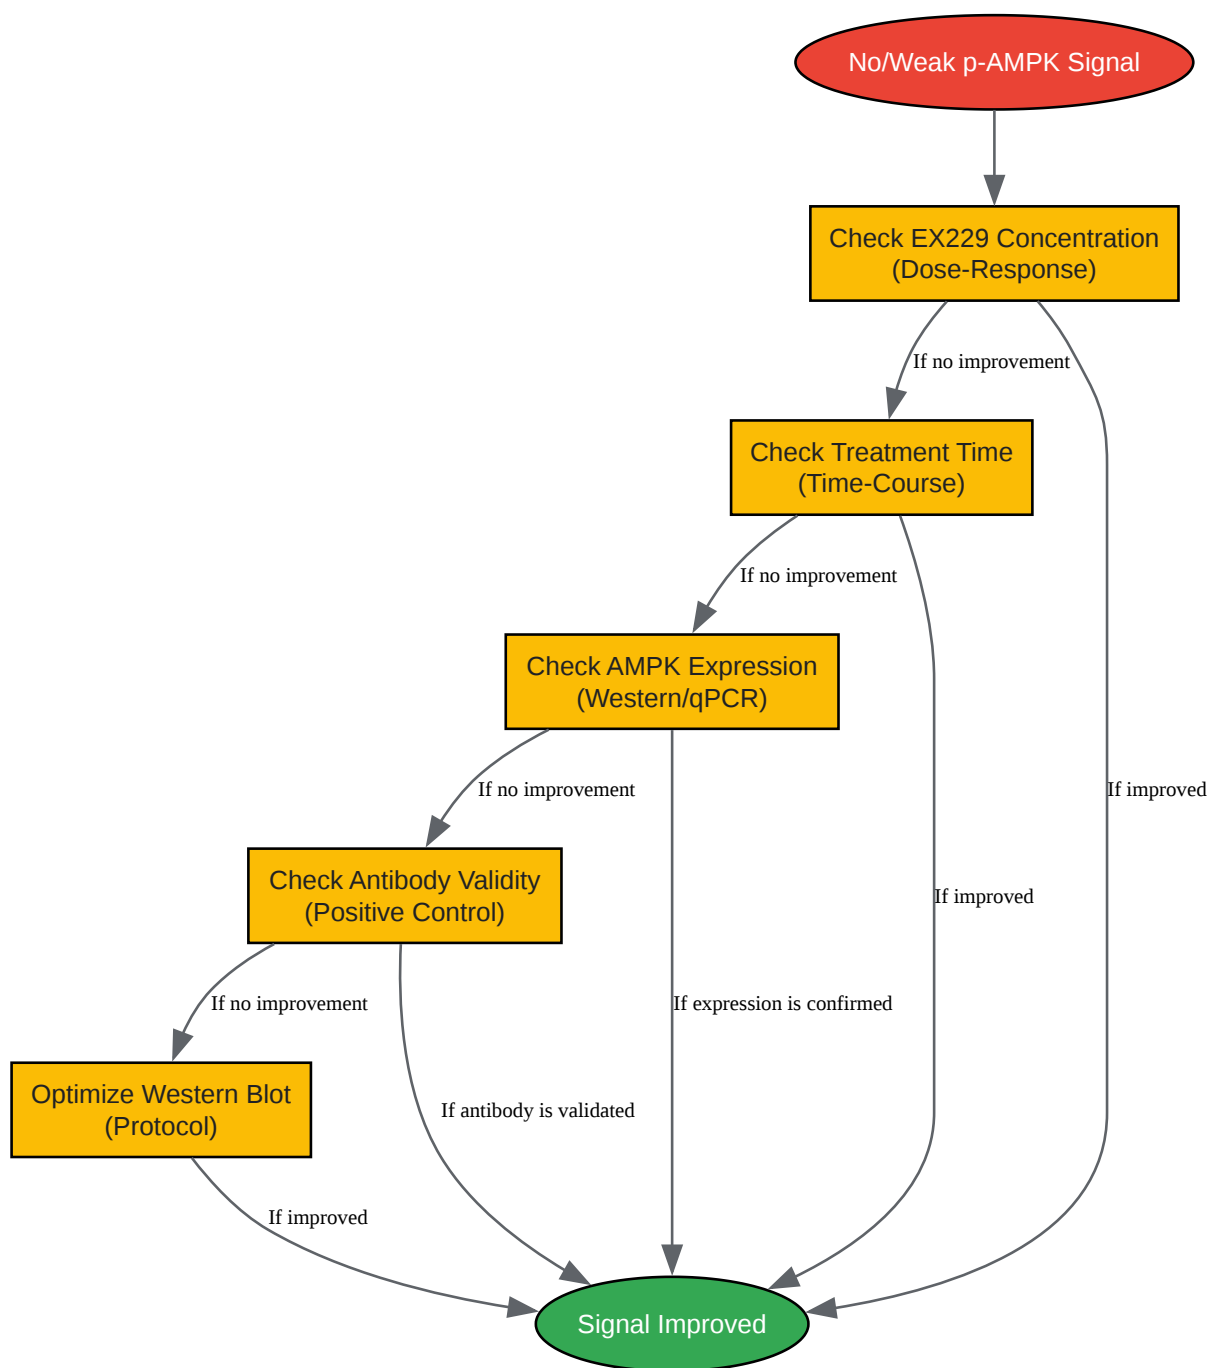 No/Weak p-AMPK Signal
Check EX229 Concentration
(Dose-Response)
If no improvement
Check Treatment Time
(Time-Course)
If no improvement
Check AMPK Expression
(Western/qPCR)
If no improvement
If improved
Check Antibody Validity
(Positive Control)
If improved
If no improvement
If expression is confirmed
Optimize Western Blot
(Protocol)
If antibody is validated
If improved
Signal Improved